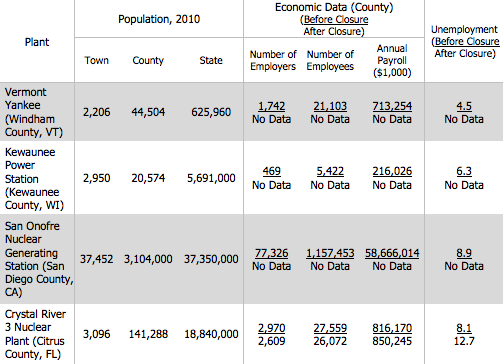 Plant
Population, 2010
Economic Data (County)
(Before Closure
After Closure)
Unemployment
(Before Closure
After Closure)
Town County State
Number of Employers
Number of Employees
Annual Payroll ($1,000)
Vermont
Yankee
(Windham
County, VT)
2,206 44,504 625,960
1,742 21,103 713,254 4.5
No Data No Data No Data No Data
Kewaunee
Power
Station
(Kewaunee
County, WI)
2,950 20,574 5,691,000
469 5,422 216,026 6.3
No Data No Data No Data No Data
San Onofre
Nuclear
Generating
Station (San
Diego County,
CA)
37,452 3,104,000 37,350,000
77,326 1,157,453 58,666,014 8.9
No Data No Data No Data No Data
Crystal River
3 Nuclear
Plant (Citrus
County, FL)
3,096 141,288 18,840,000
2,970 27,559 816,170 8.1
2,609 26,072 850,245 12.7